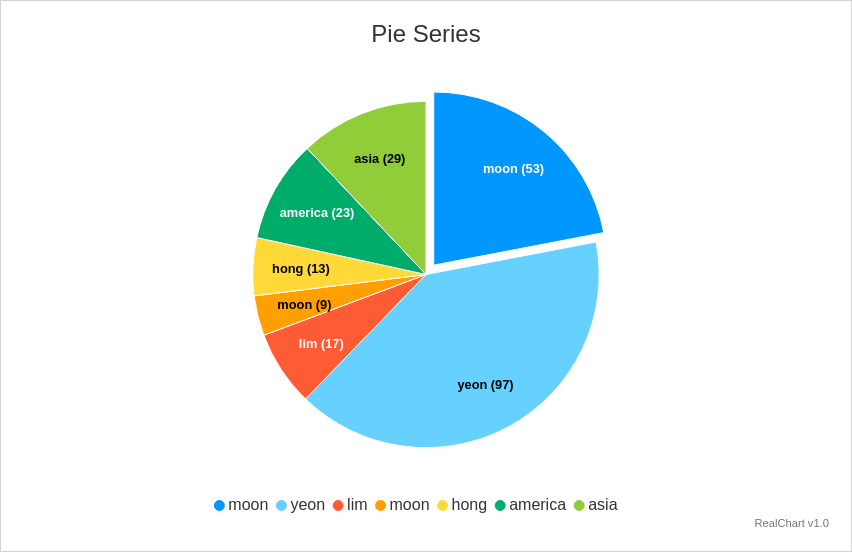 Pie Series
asia (29)
moon (53)
america (23)
hong (13)
moon (9)
lim (17)
yeon (97)
moon yeon lim moon hong america asia
RealChart v1.0